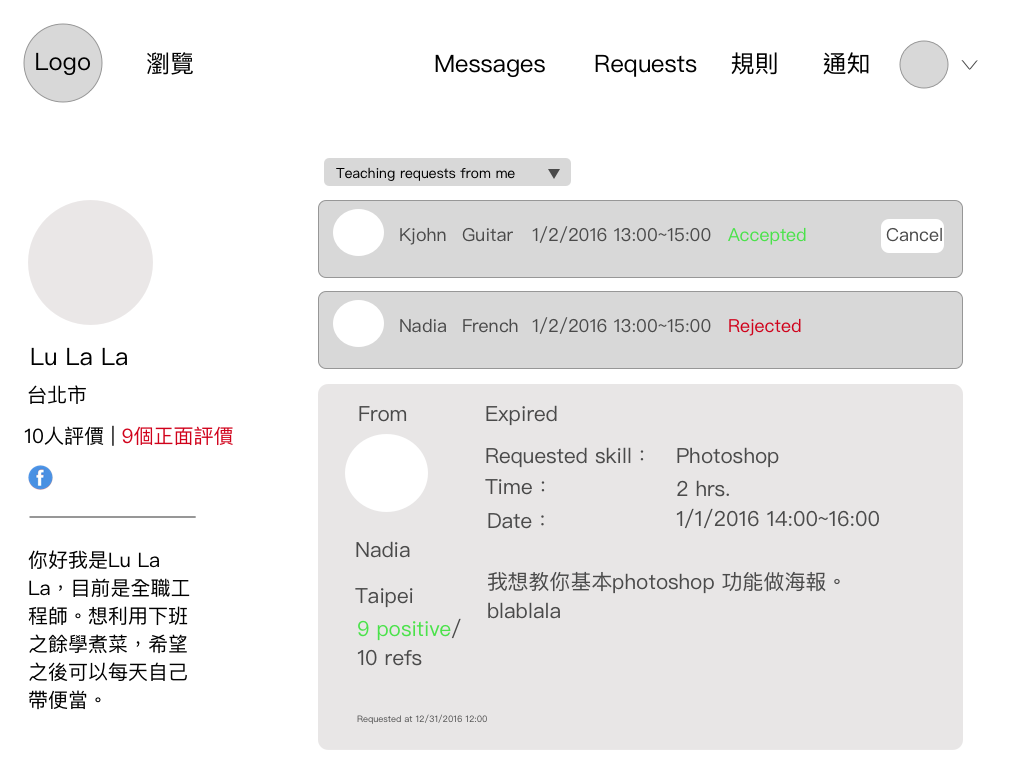 Logo 瀏覽 Messages Requests 規則 通知
Teaching requests from me
Kjohn Guitar 1/2/2016 13:00~15:00 Accepted Cancel
Nadia French 1/2/2016 13:00~15:00 Rejected
Lu La La
台北市
10人評價 | 9個正面評價
你好我是Lu La
La，目前是全職工
程師。想利用下班
之餘學煮菜，希望
之後可以每天自己
帶便當。
From
Nadia
Taipei
9 positive/
10 refs
Expired
Requested skill： Photoshop
Time： 2 hrs.
Date： 1/1/2016 14:00~16:00
我想教你基本photoshop 功能做海報。
blablala
Requested at 12/31/2016 12:00